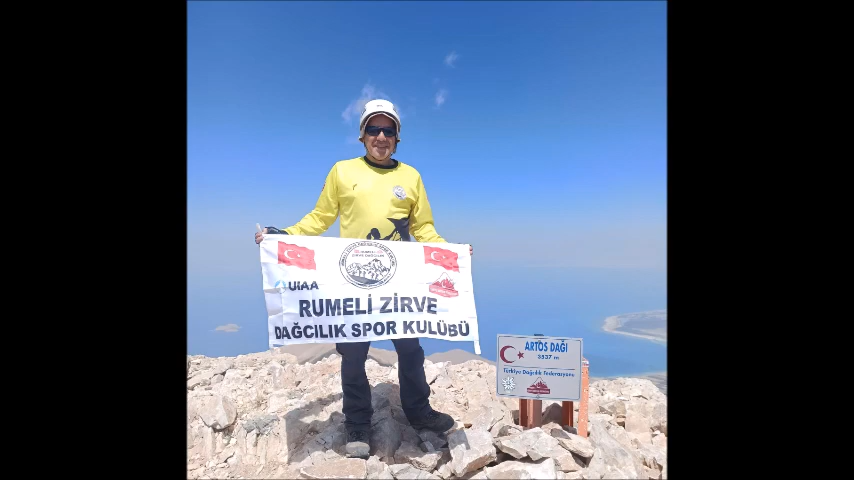 UIAA
RUMELİ ZİRVE
DAĞCILIK SPOR KULÜBÜ
ARTOS DAĞI
3537 m
Türkiye Dağcılık Federasyonu